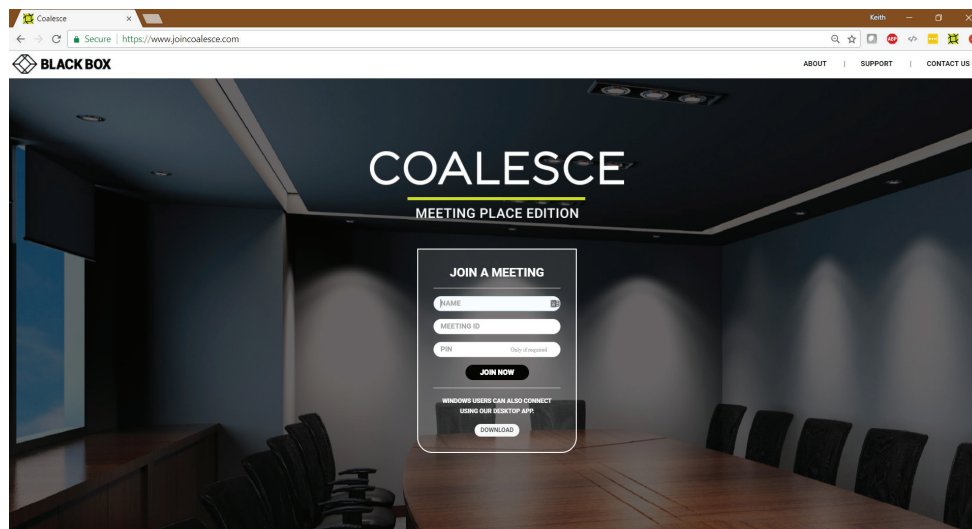 Coalesce
Keith
Secure | https://www.joincoalesce.com
ABP
BLACK BOX
ABOUT | SUPPORT | CONTACT US
COALESCE
MEETING PLACE EDITION
JOIN A MEETING
NAME
MEETING ID
PIN Only if required
JOIN NOW
WINDOWS USERS CAN ALSO CONNECT
USING OUR DESKTOP APP.
DOWNLOAD